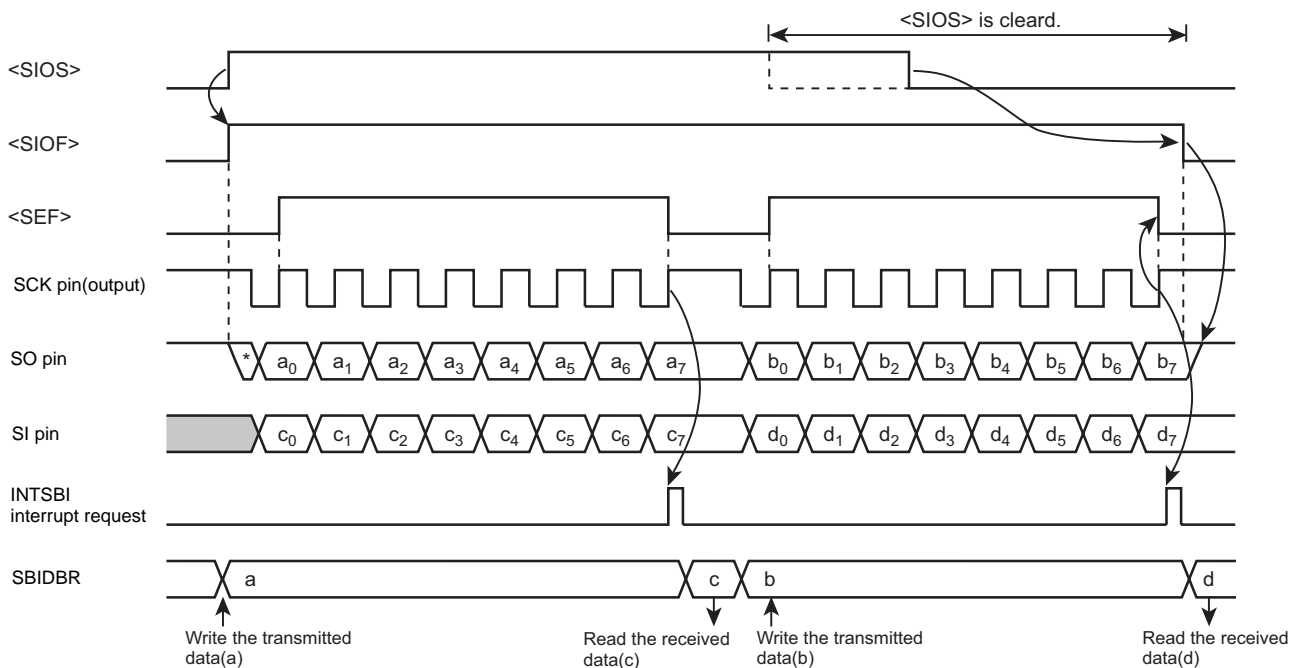 <SIOS> is cleard.
<SIOS>
<SIOF>
<SEF>
SCK pin(output)
SO pin
* a0 a1 a2 a3 a4 a5 a6 a7 b0 b1 b2 b3 b4 b5 b6 b7
SI pin
c0 c1 c2 c3 c4 c5 c6 c7 d0 d1 d2 d3 d4 d5 d6 d7
INTSBI
interrupt request
SBIDBR
a c b d
Write the transmitted
data(a)
Read the received
data(c)
Write the transmitted
data(b)
Read the received
data(d)